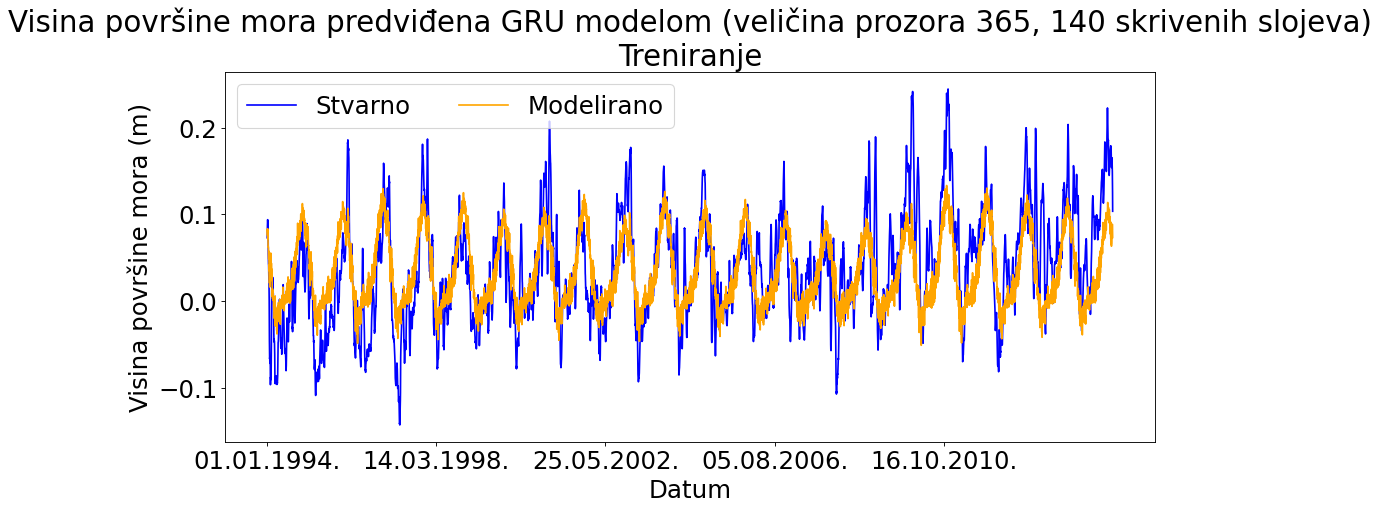 Visina površine mora predviđena GRU modelom (veličina prozora 365, 140 skrivenih slojeva)
Treniranje
Stvarno Modelirano
Visina površine mora (m)
0.2
0.1
0.0
−0.1
01.01.1994. 14.03.1998. 25.05.2002. 05.08.2006. 16.10.2010.
Datum